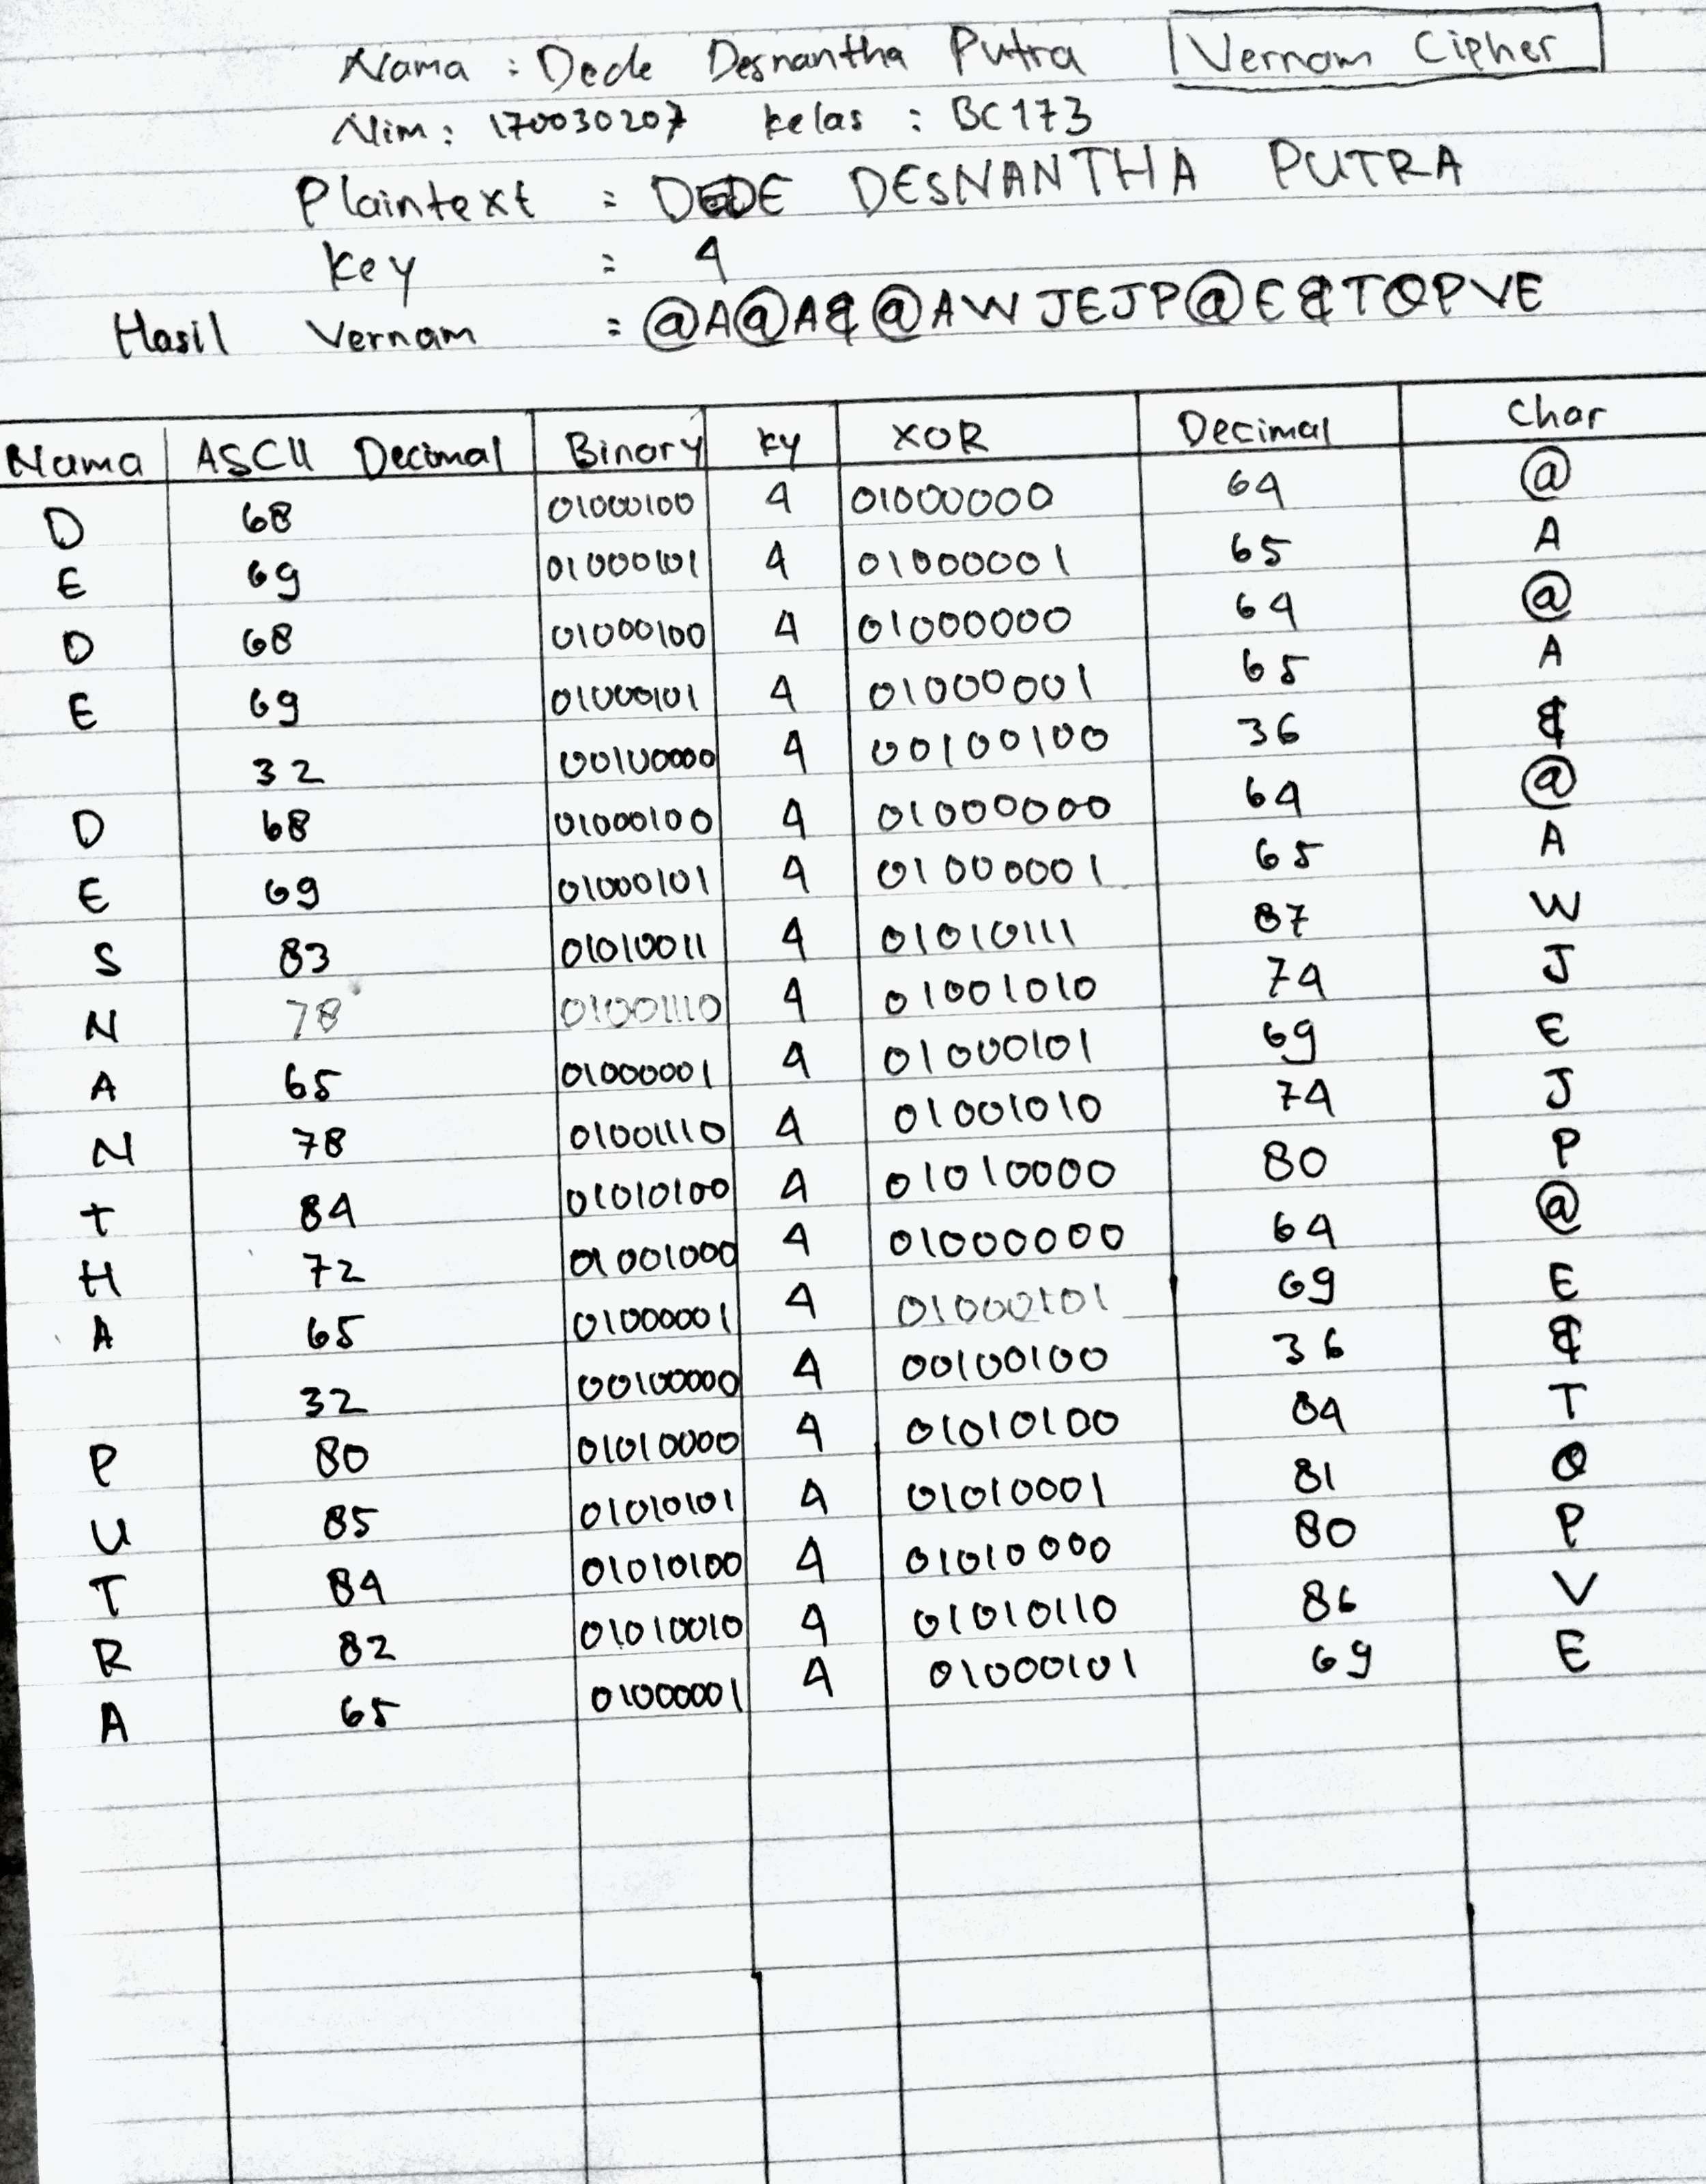 Nama : Dede Desnantha Putra Vernam Cipher
Nim : 170030207 kelas : BC173
Plaintext : DEDE DESNANTHA PUTRA
key : 4
Hasil Vernam : @A@A&@AWJEJP@E&TQPVE
Nama ASCII Decimal Binary ky XOR Decimal Char
D 68 01000100 4 01000000 64 @
E 69 01000101 4 01000001 65 A
D 68 01000100 4 01000000 64 @
E 69 01000101 4 01000001 65 A
32 00100000 4 00100100 36 &
D 68 01000100 4 01000000 64 @
E 69 01000101 4 01000001 65 A
S 83 01010011 4 01010111 87 W
N 78 01001110 4 01001010 74 J
A 65 01000001 4 01000101 69 E
N 78 01001110 4 01001010 74 J
t 84 01010100 4 01010000 80 P
H 72 01001000 4 01000000 64 @
A 65 01000001 4 01000101 69 E
32 00100000 4 00100100 36 &
P 80 01010000 4 01010100 84 T
U 85 01010101 4 01010001 81 Q
T 84 01010100 4 01010000 80 P
R 82 01010010 4 01010110 86 V
A 65 01000001 4 01000101 69 E